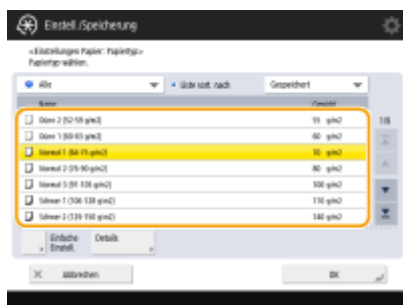 Einstell./Speicherung
<Einstellungen Papier: Papiertyp>
Papiertyp wählen.
Alle Liste sort. nach Gespeichert
Name Gewicht
Dünn 2 (52-59 g/m2) 55 g/m2
Dünn 1 (60-63 g/m2) 60 g/m2
Normal 1 (64-75 g/m2) 70 g/m2
Normal 2 (76-90 g/m2) 80 g/m2
Normal 3 (91-105 g/m2) 100 g/m2
Schwer 1 (106-128 g/m2) 110 g/m2
Schwer 2 (129-150 g/m2) 140 g/m2
Einfache Details
Einstell.
Abbrechen OK